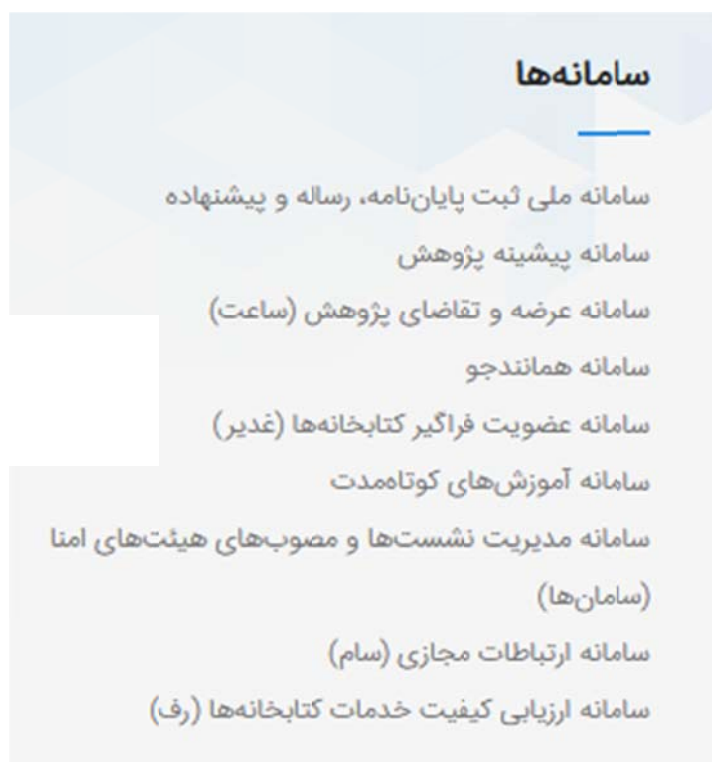 سامانه‌ها
سامانه ملی ثبت پایان‌نامه، رساله و پیشنهاده
سامانه پیشینه پژوهش
سامانه عرضه و تقاضای پژوهش (ساعت)
سامانه همانندجو
سامانه عضویت فراگیر کتابخانه‌ها (غدیر)
سامانه آموزش‌های کوتاه‌مدت
سامانه مدیریت نشست‌ها و مصوب‌های هیئت‌های امنا
(سامان‌ها)
سامانه ارتباطات مجازی (سام)
سامانه ارزیابی کیفیت خدمات کتابخانه‌ها (رف)